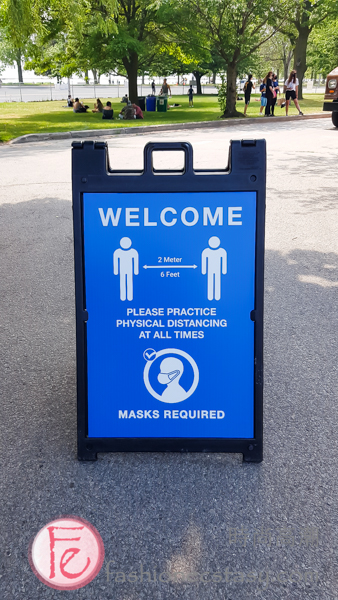 WELCOME
2 Meter
6 Feet
PLEASE PRACTICE
PHYSICAL DISTANCING
AT ALL TIMES
MASKS REQUIRED
Fe